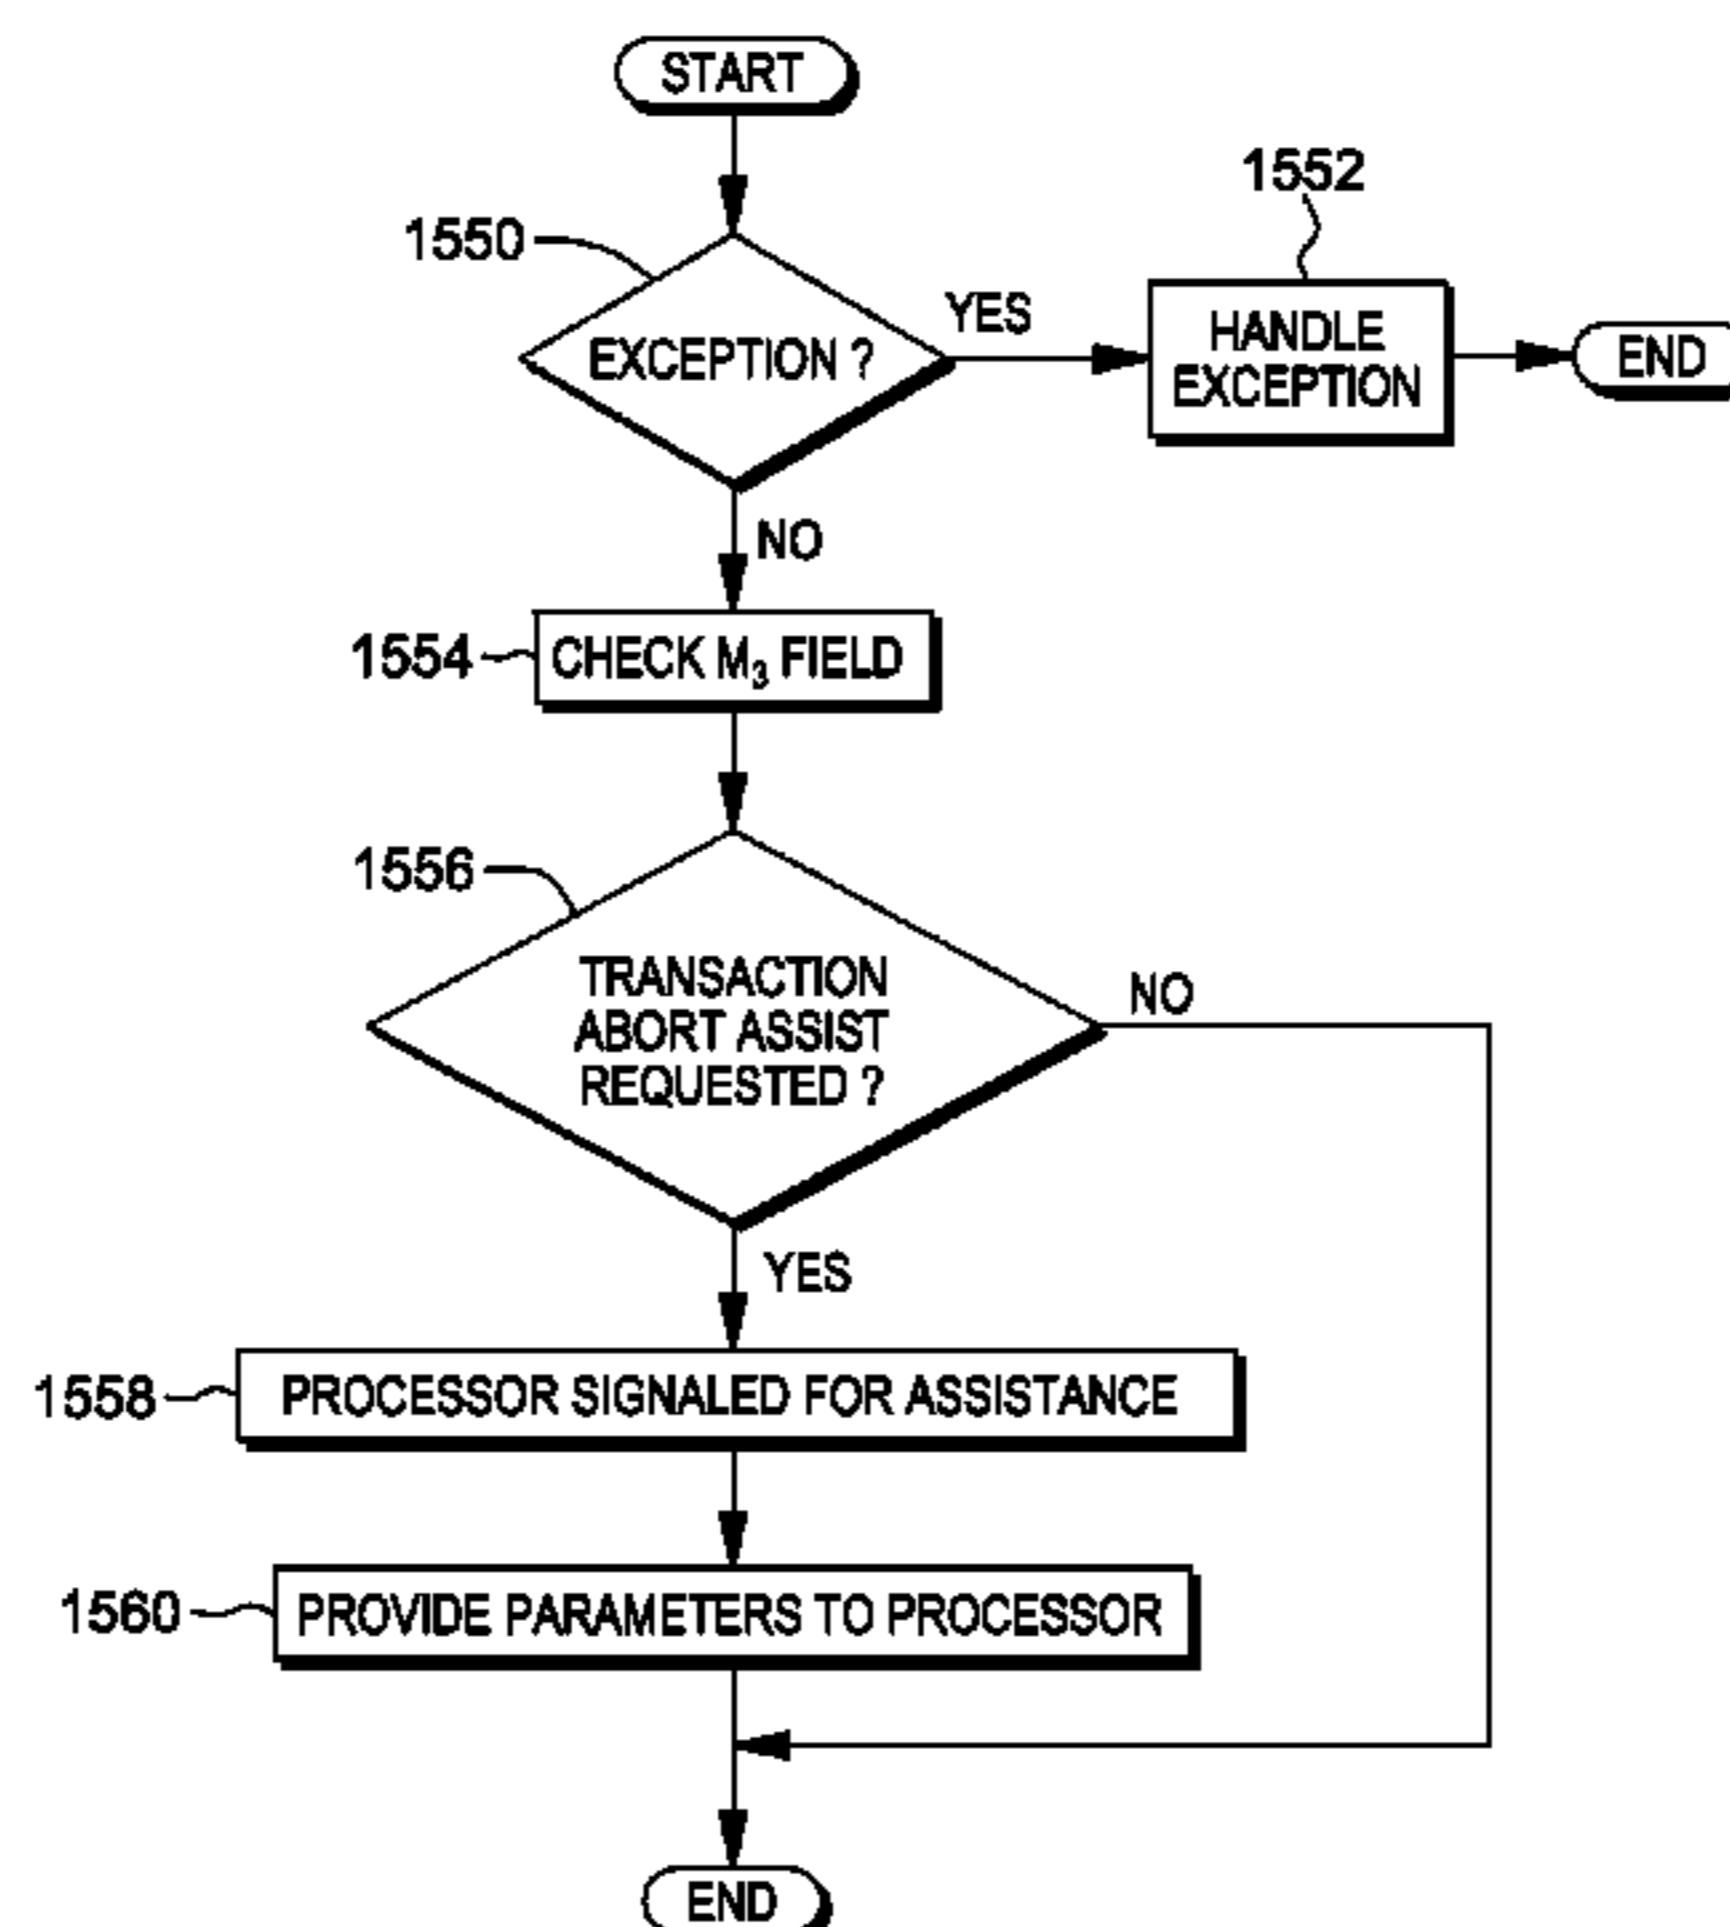 START
1552
1550
YES
EXCEPTION ?
HANDLE
EXCEPTION
END
NO
1554
CHECK M₃ FIELD
1556
TRANSACTION
ABORT ASSIST
REQUESTED ?
NO
YES
1558
PROCESSOR SIGNALED FOR ASSISTANCE
1560
PROVIDE PARAMETERS TO PROCESSOR
END